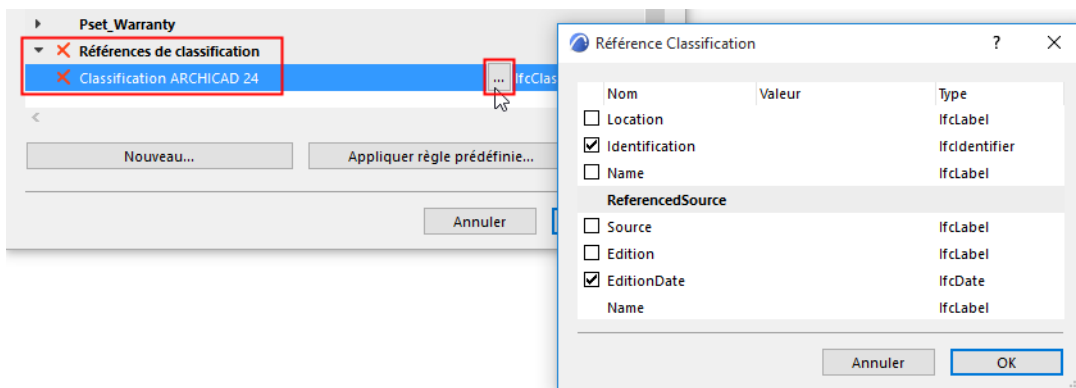 Pset_Warranty
Références de classification
Classification ARCHICAD 24
... IfcClas
Nouveau...
Appliquer règle prédéfinie...
Annuler
Référence Classification
?
Nom Valeur Type
Location IfcLabel
Identification IfcIdentifier
Name IfcLabel
ReferencedSource
Source IfcLabel
Edition IfcLabel
EditionDate IfcDate
Name IfcLabel
Annuler
OK